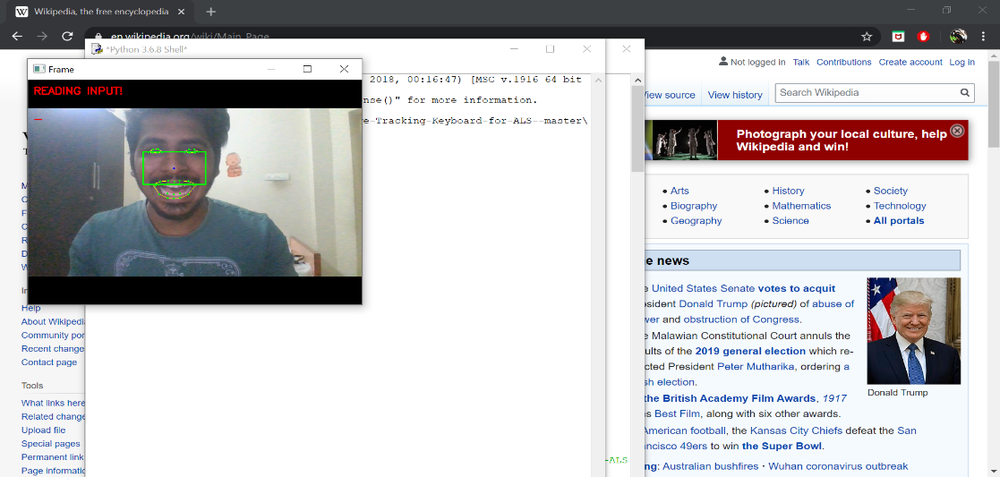 Wikipedia, the free encyclopedia
en.wikipedia.org/wiki/Main_Page
*Python 3.6.8 Shell*
Frame
READING INPUT!
2018, 00:16:47) [MSC v.1916 64 bit
nse()" for more information.
e-Tracking-Keyboard-for-ALS--master\
-ALS
Not logged in Talk Contributions Create account Log in
View source View history Search Wikipedia
Photograph your local culture, help
Wikipedia and win!
Arts History Society
Biography Mathematics Technology
Geography Science All portals
e news
e United States Senate votes to acquit
esident Donald Trump (pictured) of abuse of
wer and obstruction of Congress.
e Malawian Constitutional Court annuls the
ults of the 2019 general election which re-
cted President Peter Mutharika, ordering a
sh election.
the British Academy Film Awards, 1917
s Best Film, along with six other awards.
American football, the Kansas City Chiefs defeat the San
ncisco 49ers to win the Super Bowl.
ng: Australian bushfires · Wuhan coronavirus outbreak
Donald Trump
Help
About Wikipedia
Community por
Recent change
Contact page
Tools
What links here
Related change
Upload file
Special pages
Permanent link
Page informatic